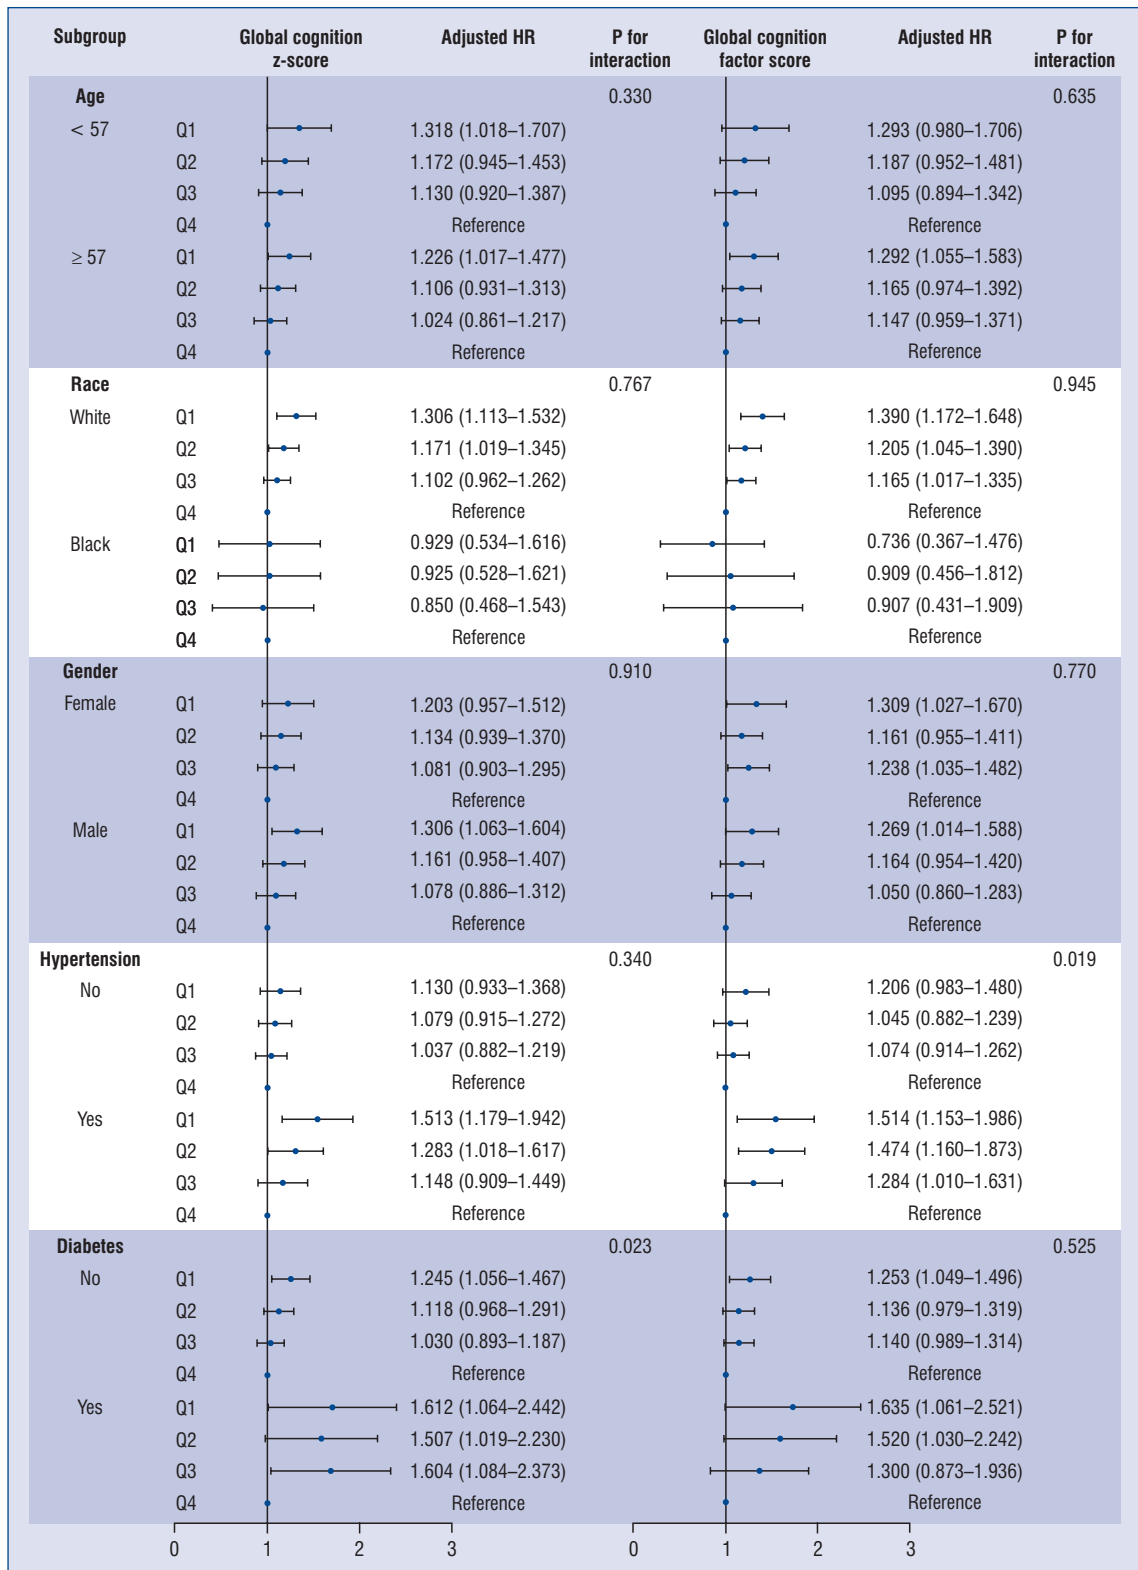 Subgroup Global cognition z-score Adjusted HR P for interaction Global cognition factor score Adjusted HR P for interaction
Age 0.330 0.635
< 57 Q1 1.318 (1.018–1.707) 1.293 (0.980–1.706)
Q2 1.172 (0.945–1.453) 1.187 (0.952–1.481)
Q3 1.130 (0.920–1.387) 1.095 (0.894–1.342)
Q4 Reference Reference
≥ 57 Q1 1.226 (1.017–1.477) 1.292 (1.055–1.583)
Q2 1.106 (0.931–1.313) 1.165 (0.974–1.392)
Q3 1.024 (0.861–1.217) 1.147 (0.959–1.371)
Q4 Reference Reference
Race 0.767 0.945
White Q1 1.306 (1.113–1.532) 1.390 (1.172–1.648)
Q2 1.171 (1.019–1.345) 1.205 (1.045–1.390)
Q3 1.102 (0.962–1.262) 1.165 (1.017–1.335)
Q4 Reference Reference
Black Q1 0.929 (0.534–1.616) 0.736 (0.367–1.476)
Q2 0.925 (0.528–1.621) 0.909 (0.456–1.812)
Q3 0.850 (0.468–1.543) 0.907 (0.431–1.909)
Q4 Reference Reference
Gender 0.910 0.770
Female Q1 1.203 (0.957–1.512) 1.309 (1.027–1.670)
Q2 1.134 (0.939–1.370) 1.161 (0.955–1.411)
Q3 1.081 (0.903–1.295) 1.238 (1.035–1.482)
Q4 Reference Reference
Male Q1 1.306 (1.063–1.604) 1.269 (1.014–1.588)
Q2 1.161 (0.958–1.407) 1.164 (0.954–1.420)
Q3 1.078 (0.886–1.312) 1.050 (0.860–1.283)
Q4 Reference Reference
Hypertension 0.340 0.019
No Q1 1.130 (0.933–1.368) 1.206 (0.983–1.480)
Q2 1.079 (0.915–1.272) 1.045 (0.882–1.239)
Q3 1.037 (0.882–1.219) 1.074 (0.914–1.262)
Q4 Reference Reference
Yes Q1 1.513 (1.179–1.942) 1.514 (1.153–1.986)
Q2 1.283 (1.018–1.617) 1.474 (1.160–1.873)
Q3 1.148 (0.909–1.449) 1.284 (1.010–1.631)
Q4 Reference Reference
Diabetes 0.023 0.525
No Q1 1.245 (1.056–1.467) 1.253 (1.049–1.496)
Q2 1.118 (0.968–1.291) 1.136 (0.979–1.319)
Q3 1.030 (0.893–1.187) 1.140 (0.989–1.314)
Q4 Reference Reference
Yes Q1 1.612 (1.064–2.442) 1.635 (1.061–2.521)
Q2 1.507 (1.019–2.230) 1.520 (1.030–2.242)
Q3 1.604 (1.084–2.373) 1.300 (0.873–1.936)
Q4 Reference Reference
0 1 2 3 0 1 2 3